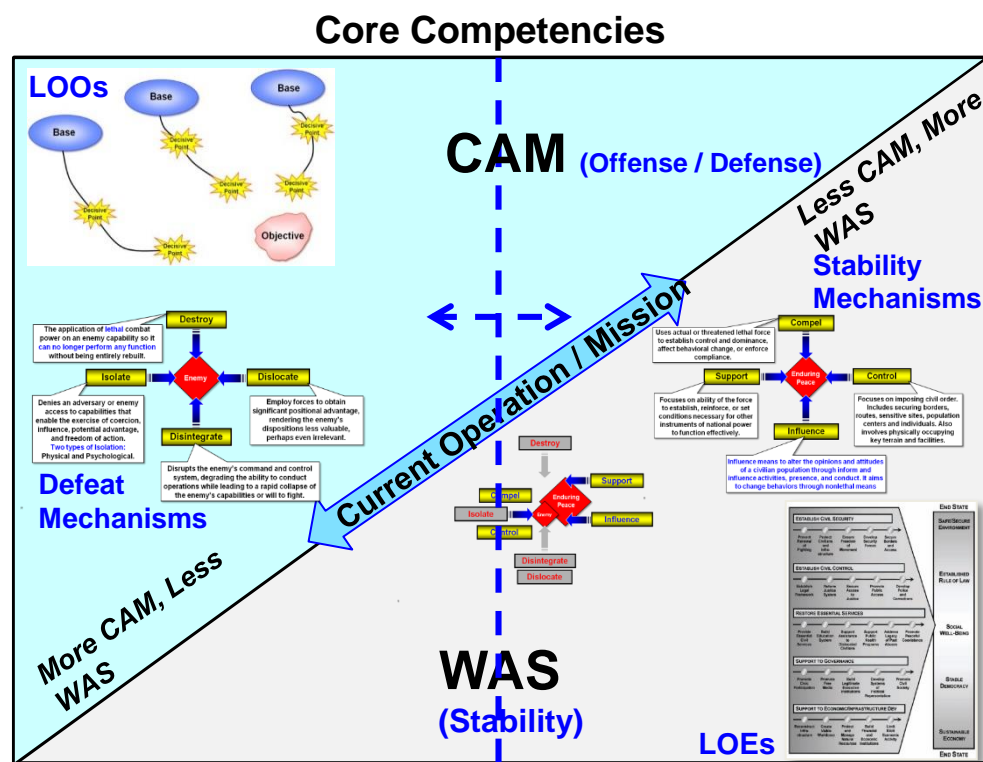 Core Competencies
LOOs
Base
Base
Base
Decisive
Point
Decisive
Point
Decisive
Point
Decisive
Point
Decisive
Point
Decisive
Point
Objective
CAM (Offense / Defense)
Less CAM, More
WAS
Stability
Mechanisms
Current Operation / Mission
Destroy
The application of lethal combat
power on an enemy capability so it
can no longer perform any function
without being entirely rebuilt.
Isolate
Enemy
Dislocate
Denies an adversary or enemy
access to capabilities that
enable the exercise of coercion,
influence, potential advantage,
and freedom of action.
Two types of Isolation:
Physical and Psychological.
Employ forces to obtain
significant positional advantage,
rendering the enemy's
dispositions less valuable,
perhaps even irrelevant.
Disintegrate
Disrupts the enemy's command and control
system, degrading the ability to conduct
operations while leading to a rapid collapse of
the enemy's capabilities or will to fight.
Defeat
Mechanisms
Compel
Uses actual or threatened lethal force
to establish control and dominance,
affect behavioral change, or enforce
compliance.
Support
Enduring
Peace
Control
Focuses on ability of the force
to establish, reinforce, or set
conditions necessary for other
instruments of national power
to function effectively.
Focuses on imposing civil order.
Includes securing borders,
routes, sensitive sites, population
centers and individuals. Also
involves physically occupying
key terrain and facilities.
Influence
Influence means to alter the opinions and attitudes
of a civilian population through inform and
influence activities, presence, and conduct. It aims
to change behaviors through nonlethal means
Destroy
Compel
Support
Enduring
Peace
Isolate
Enemy
Control
Influence
Disintegrate
Dislocate
More CAM, Less
WAS
WAS
(Stability)
LOEs
END STATE
ESTABLISH CIVIL SECURITY
SAFE/SECURE
ENVIRONMENT
ESTABLISH CIVIL CONTROL
ESTABLISHED
RULE OF LAW
RESTORE ESSENTIAL SERVICES
SOCIAL
WELL-BEING
SUPPORT TO GOVERNANCE
STABLE
DEMOCRACY
SUPPORT TO ECONOMIC/INFRASTRUCTURE DEV
SUSTAINABLE
ECONOMY
END STATE